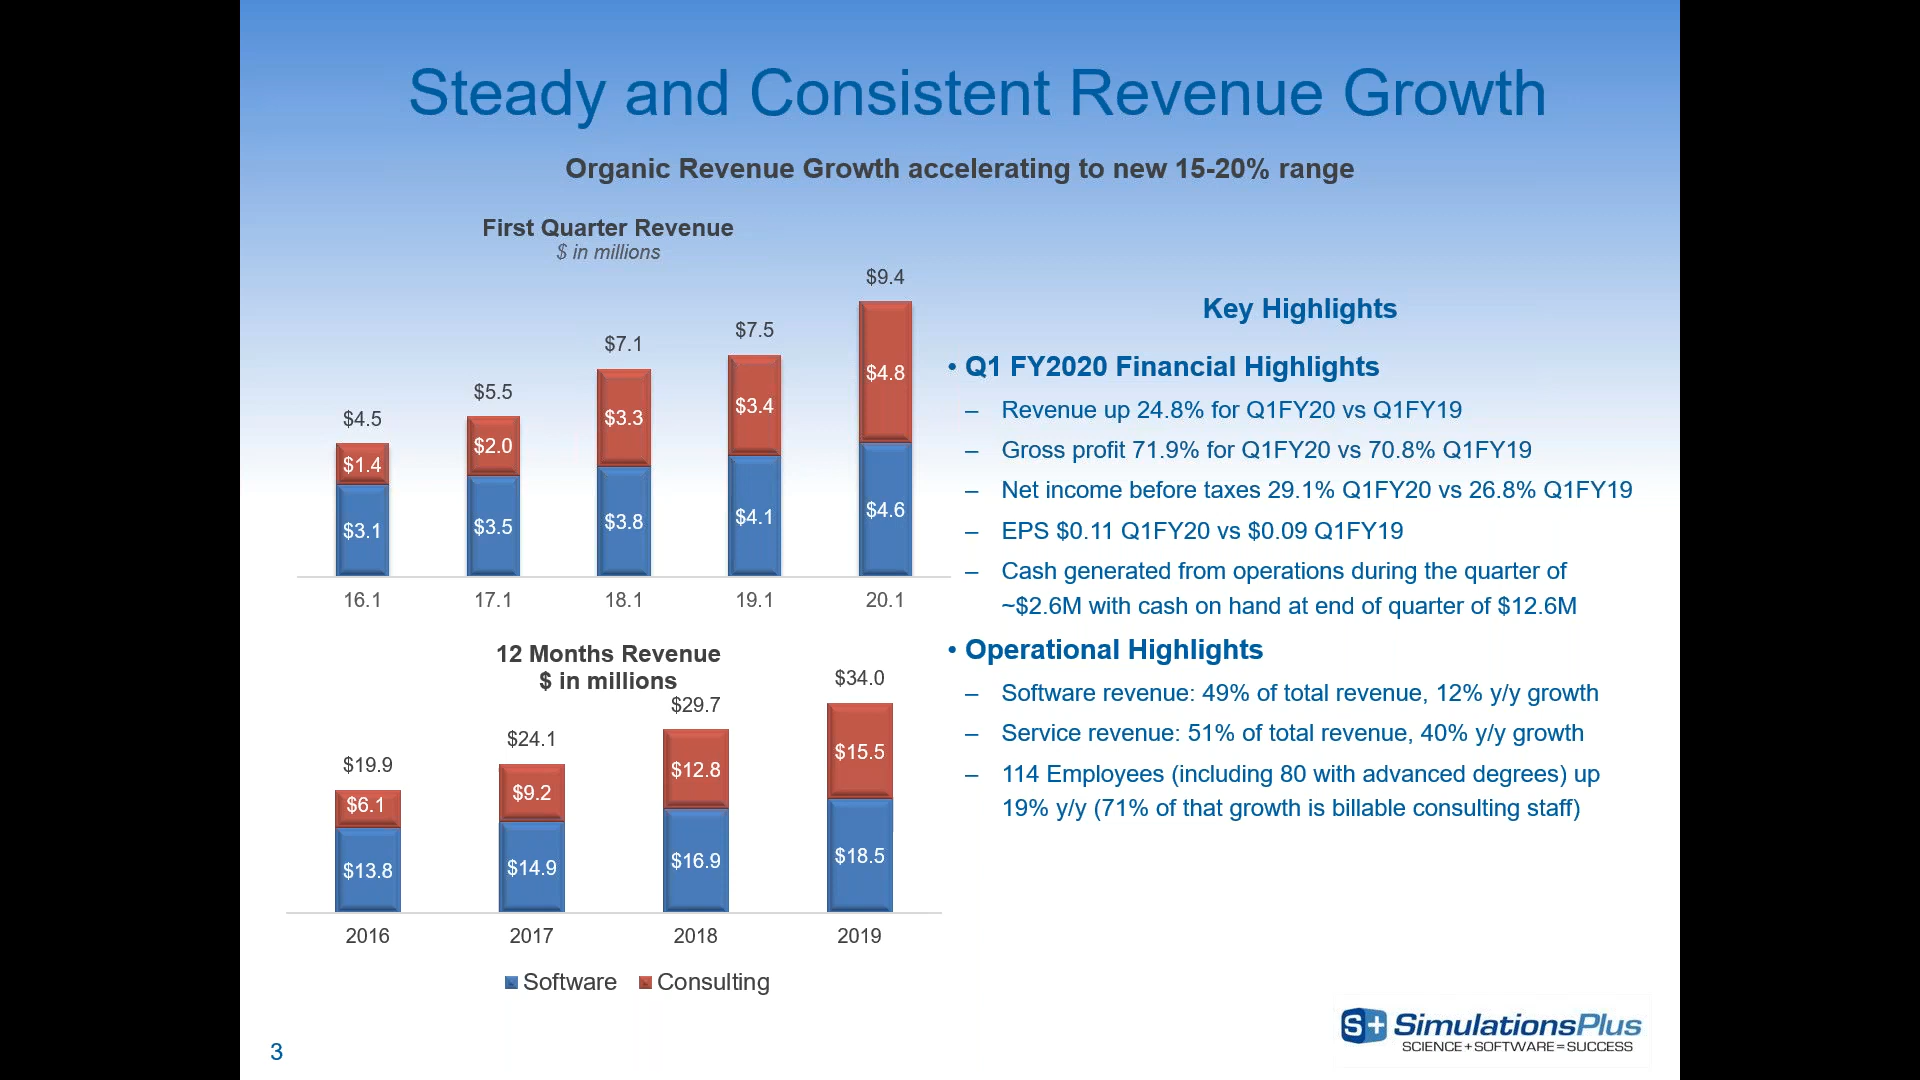 Steady and Consistent Revenue Growth
Organic Revenue Growth accelerating to new 15-20% range
First Quarter Revenue
$ in millions
$4.5
$5.5
$7.1
$7.5
$9.4
$1.4
$2.0
$3.3
$3.4
$4.8
$3.1
$3.5
$3.8
$4.1
$4.6
16.1
17.1
18.1
19.1
20.1
12 Months Revenue
$ in millions
$19.9
$24.1
$29.7
$34.0
$6.1
$9.2
$12.8
$15.5
$13.8
$14.9
$16.9
$18.5
2016
2017
2018
2019
Software
Consulting
Key Highlights
• Q1 FY2020 Financial Highlights
– Revenue up 24.8% for Q1FY20 vs Q1FY19
– Gross profit 71.9% for Q1FY20 vs 70.8% Q1FY19
– Net income before taxes 29.1% Q1FY20 vs 26.8% Q1FY19
– EPS $0.11 Q1FY20 vs $0.09 Q1FY19
– Cash generated from operations during the quarter of
~$2.6M with cash on hand at end of quarter of $12.6M
• Operational Highlights
– Software revenue: 49% of total revenue, 12% y/y growth
– Service revenue: 51% of total revenue, 40% y/y growth
– 114 Employees (including 80 with advanced degrees) up
19% y/y (71% of that growth is billable consulting staff)
S+ SimulationsPlus
SCIENCE+SOFTWARE=SUCCESS
3